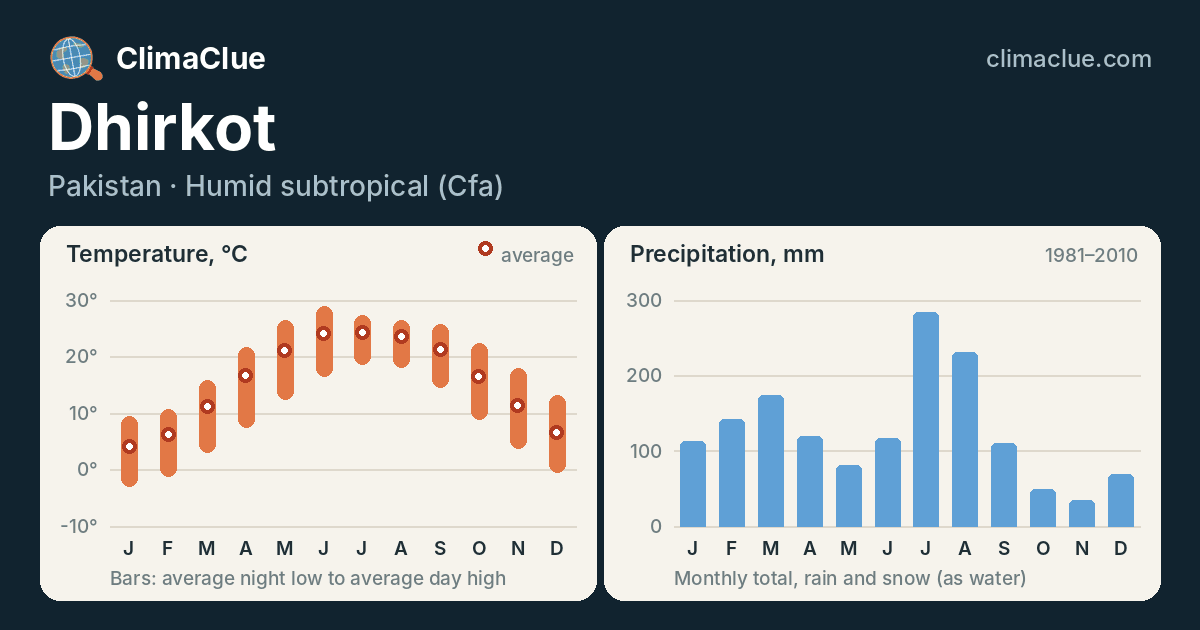 ClimaClue
climaclue.com
Dhirkot
Pakistan · Humid subtropical (Cfa)
Temperature, °C
average
30°
20°
10°
0°
-10°
J F M A M J J A S O N D
Bars: average night low to average day high
Precipitation, mm
1981–2010
300
200
100
0
J F M A M J J A S O N D
Monthly total, rain and snow (as water)